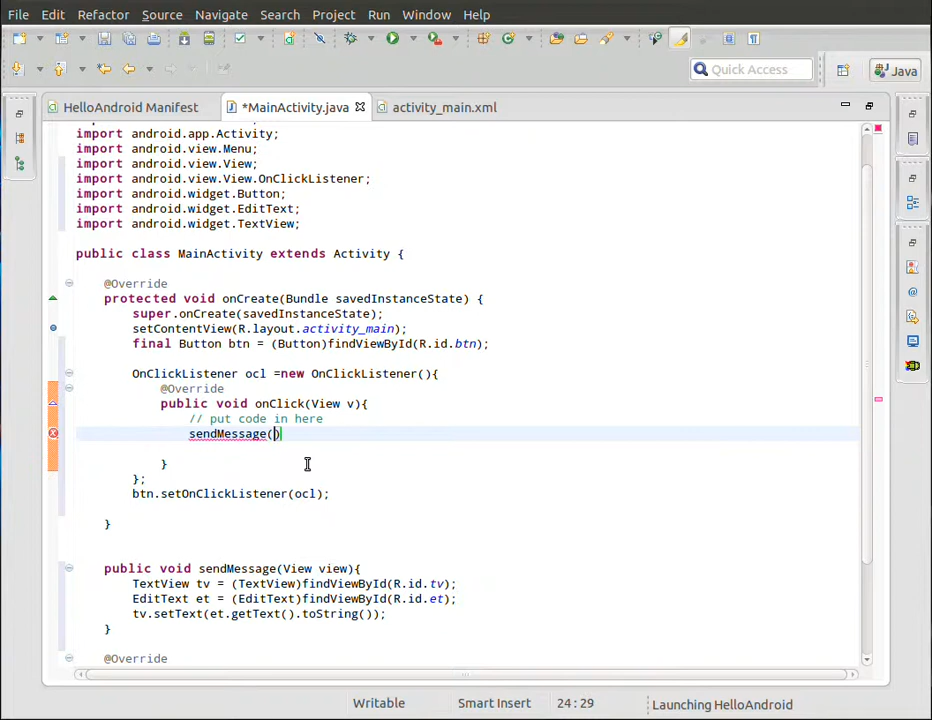 File Edit Refactor Source Navigate Search Project Run Window Help
Quick Access
Java
HelloAndroid Manifest
*MainActivity.java
activity_main.xml
import android.app.Activity;
import android.view.Menu;
import android.view.View;
import android.view.View.OnClickListener;
import android.widget.Button;
import android.widget.EditText;
import android.widget.TextView;
public class MainActivity extends Activity {
@Override
protected void onCreate(Bundle savedInstanceState) {
super.onCreate(savedInstanceState);
setContentView(R.layout.activity_main);
final Button btn = (Button)findViewById(R.id.btn);
OnClickListener ocl =new OnClickListener(){
@Override
public void onClick(View v){
// put code in here
sendMessage()
}
};
btn.setOnClickListener(ocl);
}
public void sendMessage(View view){
TextView tv = (TextView)findViewById(R.id.tv);
EditText et = (EditText)findViewById(R.id.et);
tv.setText(et.getText().toString());
}
@Override
Writable
Smart Insert
24:29
Launching HelloAndroid